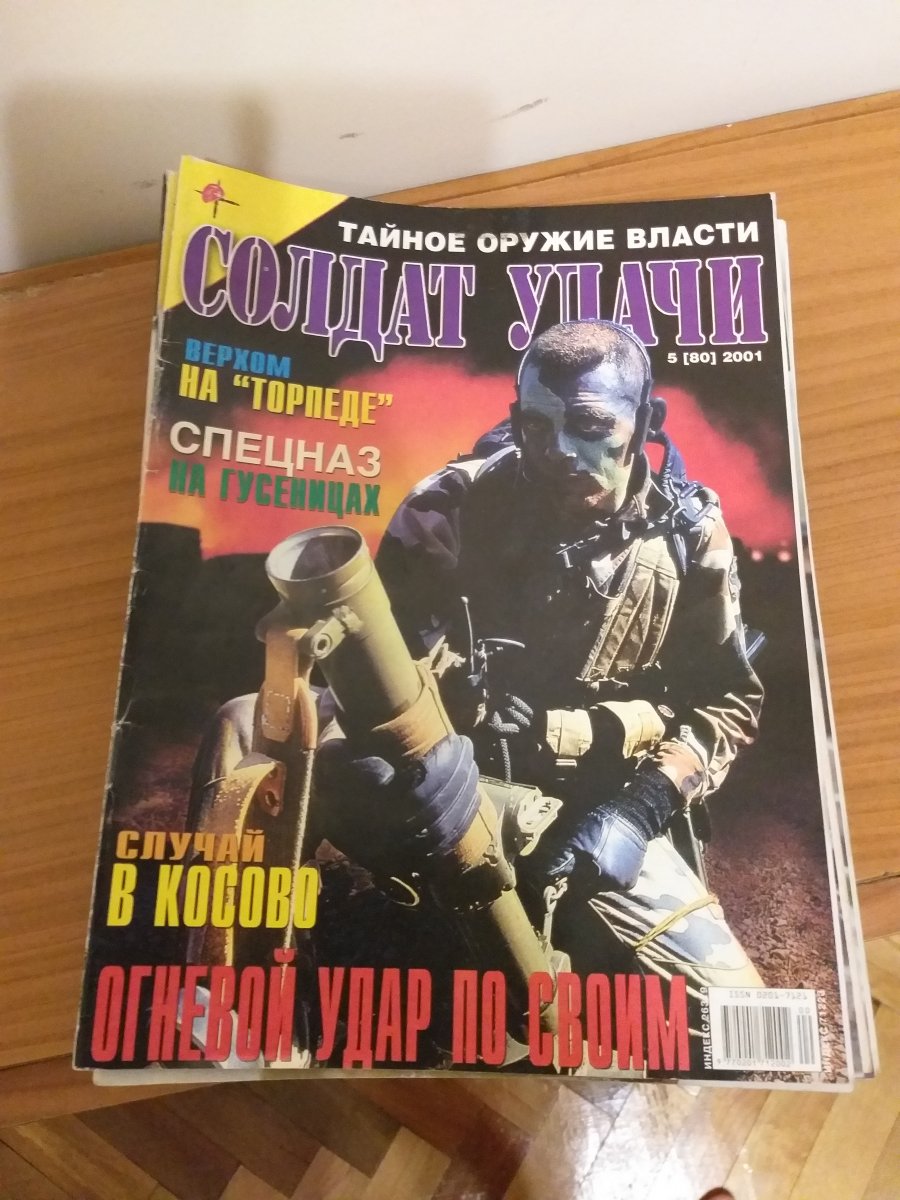 ТАЙНОЕ ОРУЖИЕ ВЛАСТИ
СОЛДАТ УДАЧИ
5 [80] 2001
ВЕРХОМ
НА "ТОРПЕДЕ"
СПЕЦНАЗ
НА ГУСЕНИЦАХ
СЛУЧАЙ
В КОСОВО
ОГНЕВОЙ УДАР ПО СВОИМ
ISSN 0201-7121
ИНДЕКС